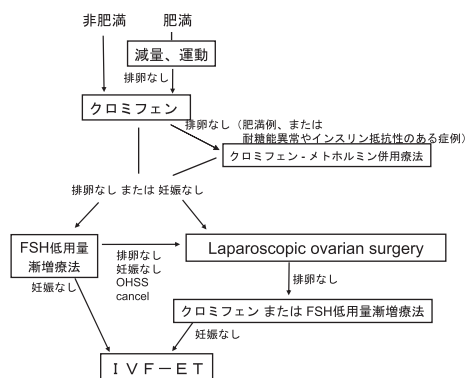 非肥満
肥満
減量、運動
排卵なし
クロミフェン
排卵なし（肥満例、または
耐糖能異常やインスリン抵抗性のある症例）
クロミフェン - メトホルミン併用療法
排卵なし または 妊娠なし
FSH低用量
漸増療法
排卵なし
妊娠なし
OHSS
cancel
Laparoscopic ovarian surgery
妊娠なし
排卵なし
クロミフェン または FSH低用量漸増療法
妊娠なし
ＩＶＦ－ＥＴ